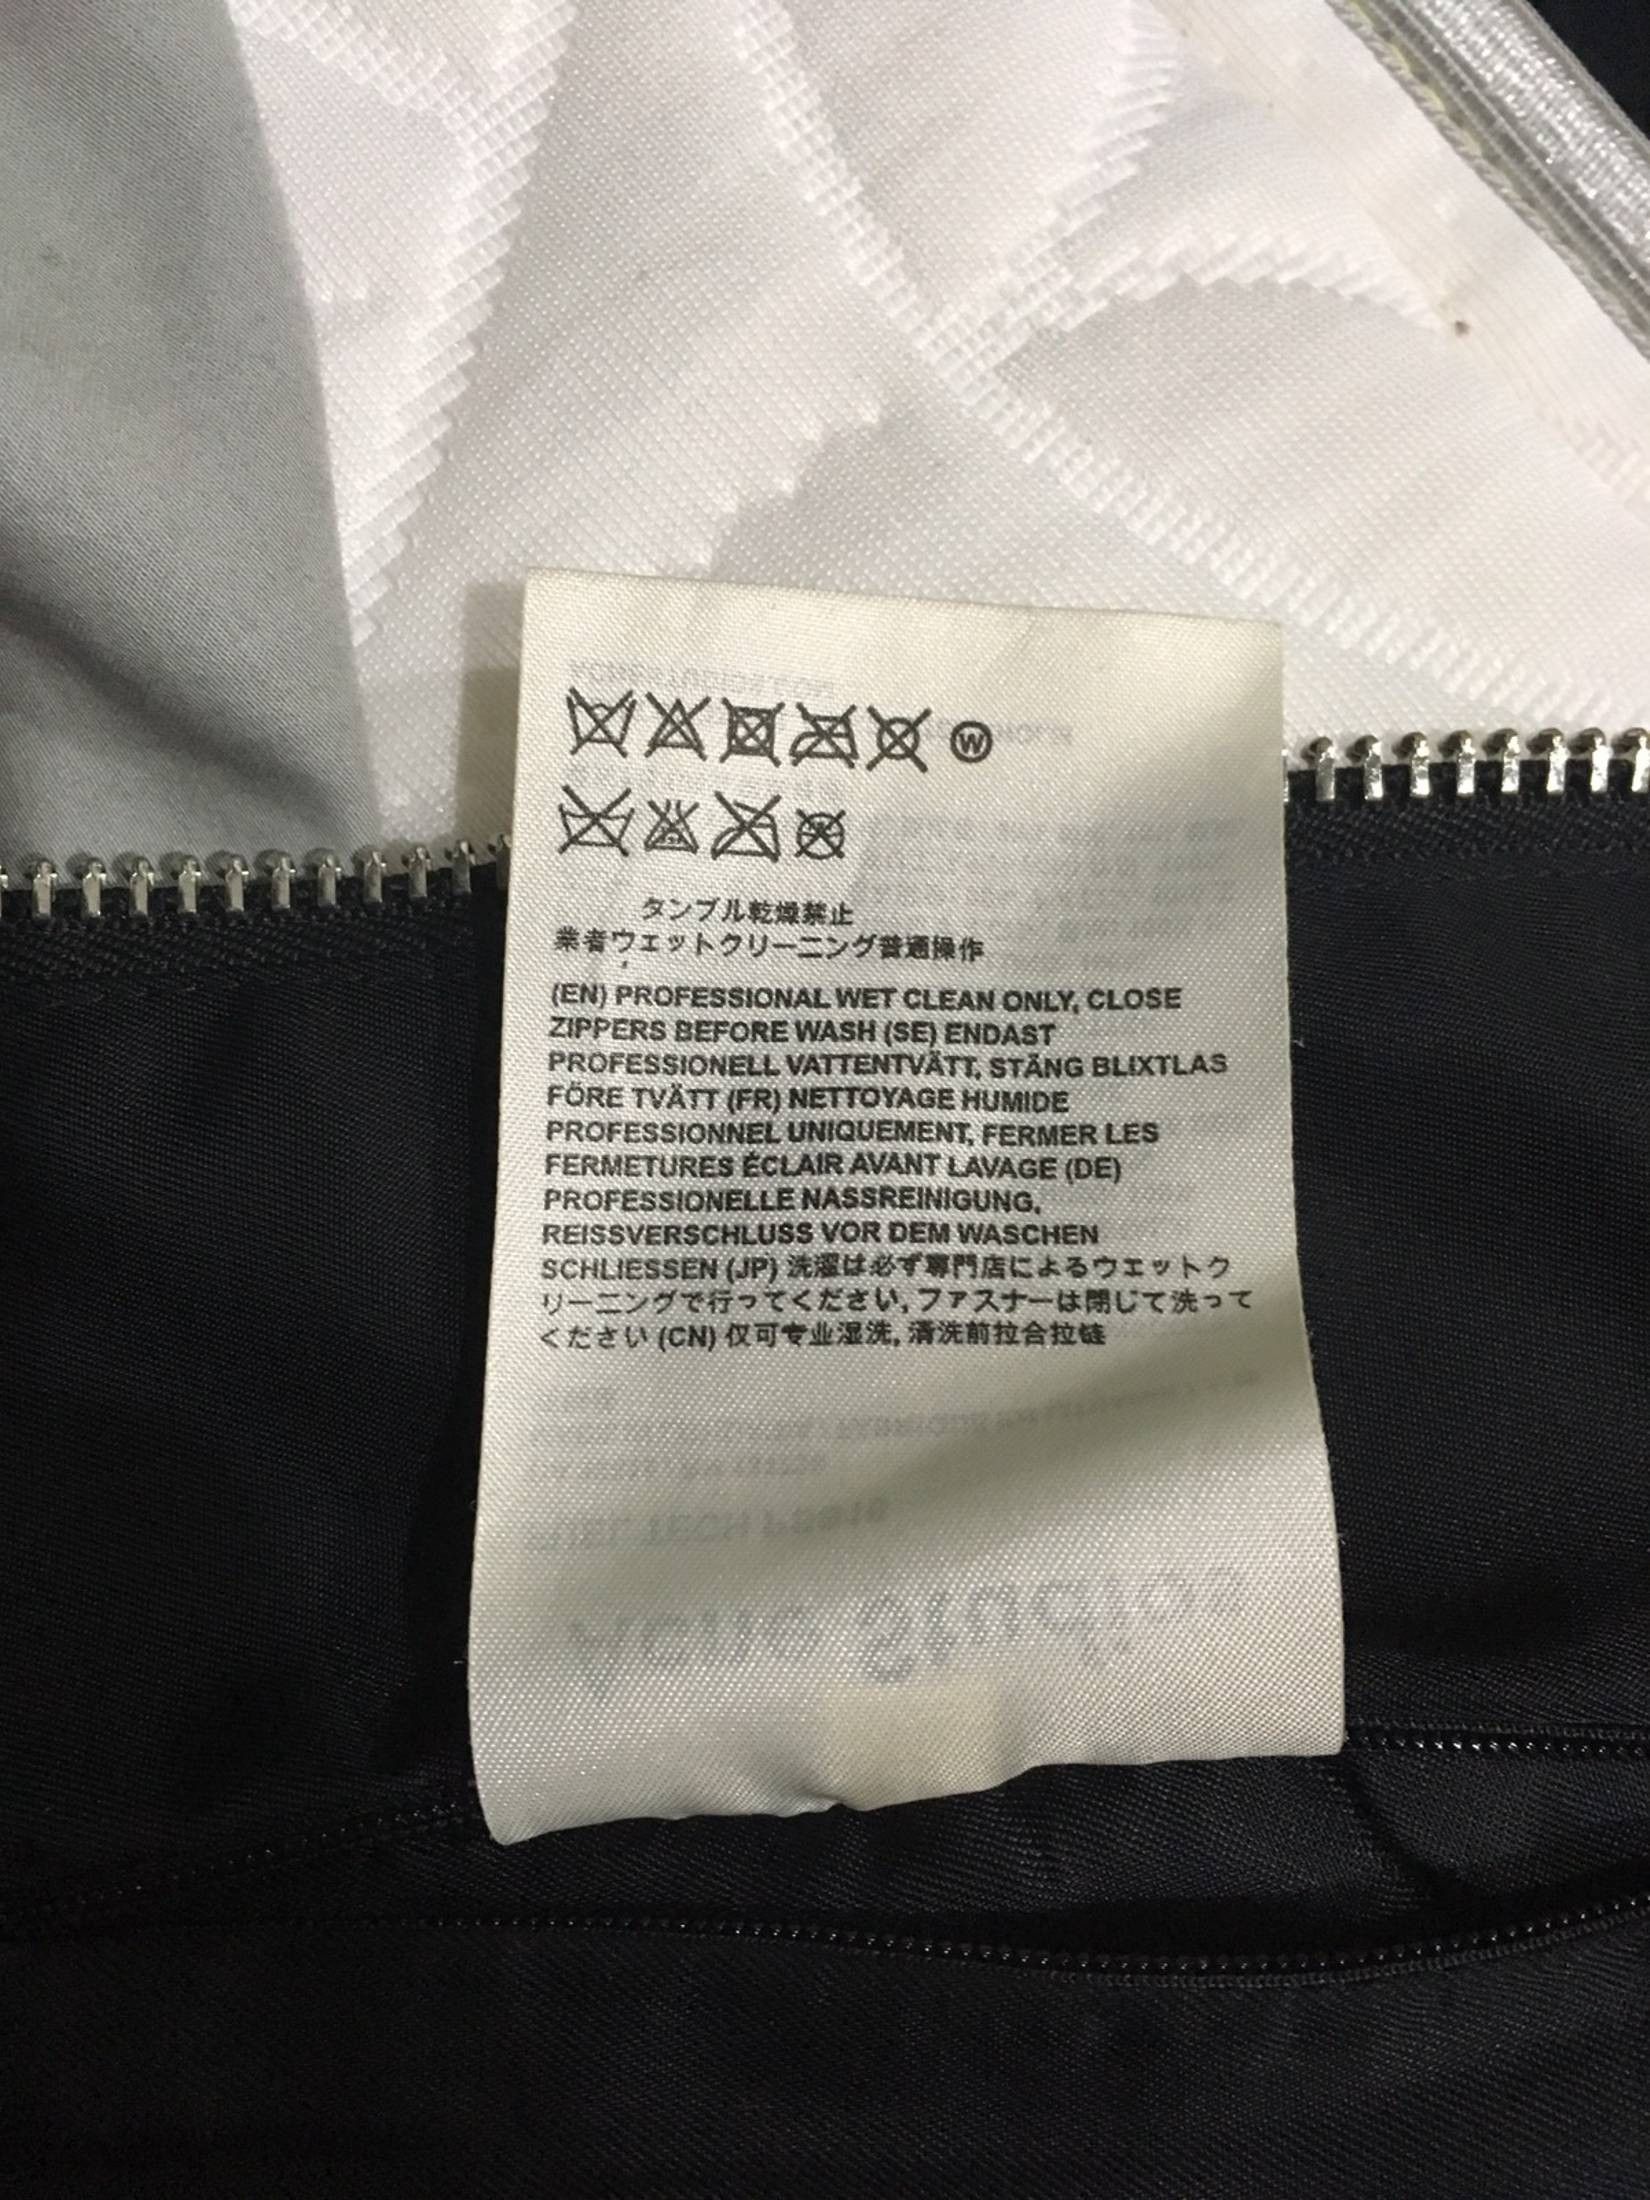 W
タンブル乾燥禁止
業者ウェットクリーニング普通操作
(EN) PROFESSIONAL WET CLEAN ONLY, CLOSE
ZIPPERS BEFORE WASH (SE) ENDAST
PROFESSIONELL VATTENTVÄTT, STÄNG BLIXTLAS
FÖRE TVÄTT (FR) NETTOYAGE HUMIDE
PROFESSIONNEL UNIQUEMENT, FERMER LES
FERMETURES ÉCLAIR AVANT LAVAGE (DE)
PROFESSIONELLE NASSREINIGUNG,
REISSVERSCHLUSS VOR DEM WASCHEN
SCHLIESSEN (JP) 洗濯は必ず専門店によるウエットク
リーニングで行ってください, ファスナーは閉じて洗って
ください (CN) 仅可专业湿洗, 清洗前拉合拉链